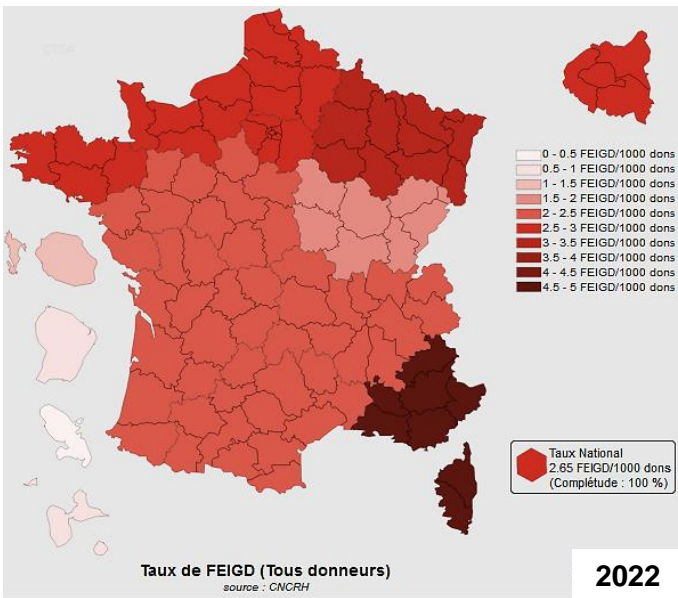 0 - 0.5 FEIGD/1000 dons
0.5 - 1 FEIGD/1000 dons
1 - 1.5 FEIGD/1000 dons
1.5 - 2 FEIGD/1000 dons
2 - 2.5 FEIGD/1000 dons
2.5 - 3 FEIGD/1000 dons
3 - 3.5 FEIGD/1000 dons
3.5 - 4 FEIGD/1000 dons
4 - 4.5 FEIGD/1000 dons
4.5 - 5 FEIGD/1000 dons
Taux National
2.65 FEIGD/1000 dons
(Complétude : 100 %)
Taux de FEIGD (Tous donneurs)
source : CNCRH
2022